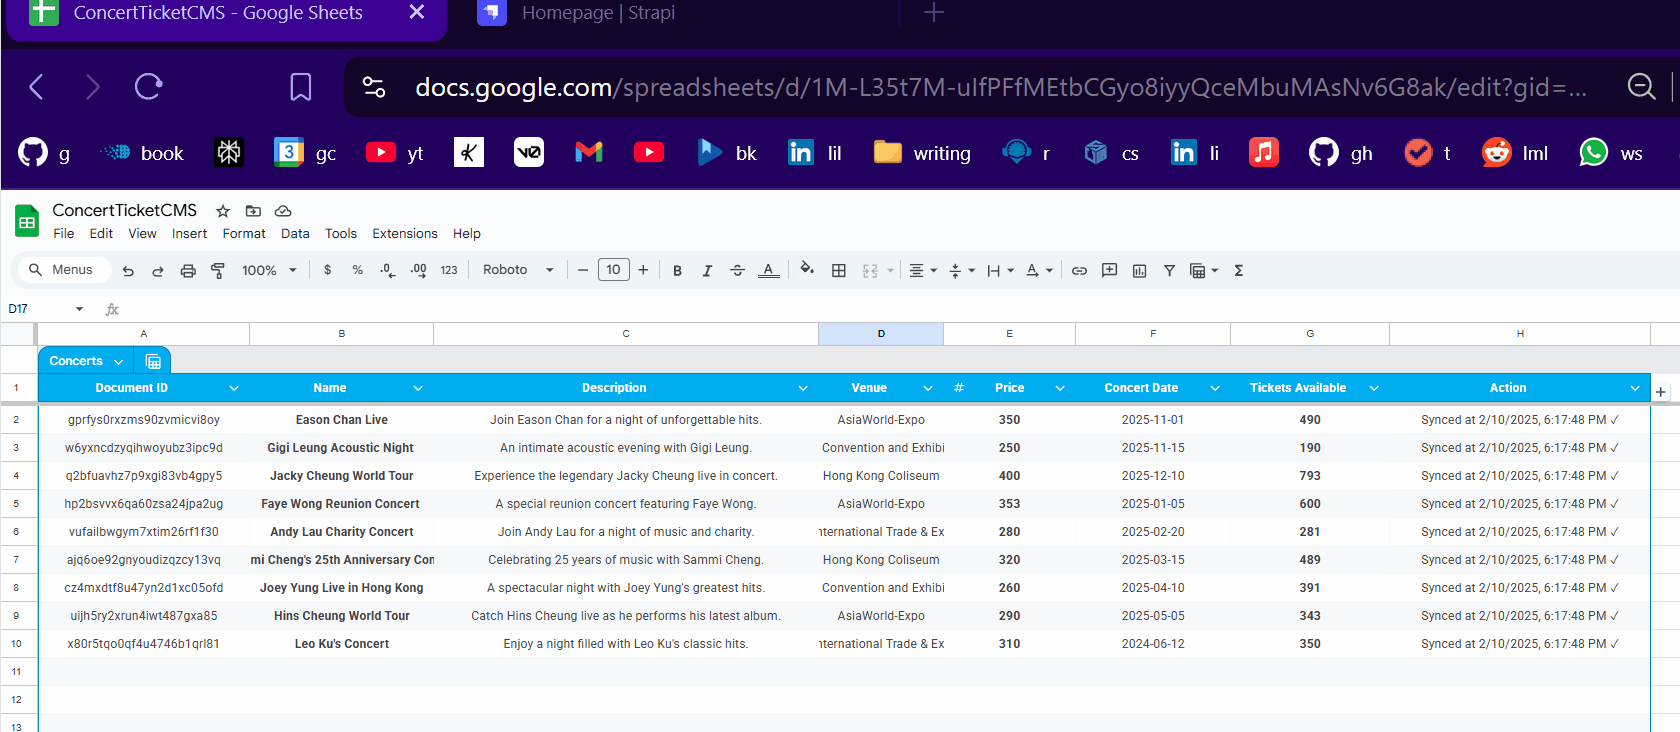 ConcertTicketCMS - Google Sheets
Homepage | Strapi
docs.google.com/spreadsheets/d/1M-L35t7M-uIfPFfMEtbCGyo8iyyQceMbuMAsNv6G8ak/edit?gid=...
g book 3 gc yt K v0 bk lil writing r cs li gh t lml ws
ConcertTicketCMS
File Edit View Insert Format Data Tools Extensions Help
Menus 100% $ % .0 .00 123 Roboto − 10 + B I S A Σ
D17 fx
A B C D E F G H
Concerts
1 Document ID Name Description Venue # Price Concert Date Tickets Available Action +
2 gprfys0rxzms90zvmicvi8oy Eason Chan Live Join Eason Chan for a night of unforgettable hits. AsiaWorld-Expo 350 2025-11-01 490 Synced at 2/10/2025, 6:17:48 PM ✓
3 w6yxncdzyqihwoyubz3ipc9d Gigi Leung Acoustic Night An intimate acoustic evening with Gigi Leung. Convention and Exhibi 250 2025-11-15 190 Synced at 2/10/2025, 6:17:48 PM ✓
4 q2bfuavhz7p9xgi83vb4gpy5 Jacky Cheung World Tour Experience the legendary Jacky Cheung live in concert. Hong Kong Coliseum 400 2025-12-10 793 Synced at 2/10/2025, 6:17:48 PM ✓
5 hp2bsvvx6qa60zsa24jpa2ug Faye Wong Reunion Concert A special reunion concert featuring Faye Wong. AsiaWorld-Expo 353 2025-01-05 600 Synced at 2/10/2025, 6:17:48 PM ✓
6 vufailbwgym7xtim26rf1f30 Andy Lau Charity Concert Join Andy Lau for a night of music and charity. nternational Trade & Ex 280 2025-02-20 281 Synced at 2/10/2025, 6:17:48 PM ✓
7 ajq6oe92gnyoudizqzcy13vq mi Cheng's 25th Anniversary Con Celebrating 25 years of music with Sammi Cheng. Hong Kong Coliseum 320 2025-03-15 489 Synced at 2/10/2025, 6:17:48 PM ✓
8 cz4mxdtf8u47yn2d1xc05ofd Joey Yung Live in Hong Kong A spectacular night with Joey Yung's greatest hits. Convention and Exhibi 260 2025-04-10 391 Synced at 2/10/2025, 6:17:48 PM ✓
9 uijh5ry2xrun4iwt487gxa85 Hins Cheung World Tour Catch Hins Cheung live as he performs his latest album. AsiaWorld-Expo 290 2025-05-05 343 Synced at 2/10/2025, 6:17:48 PM ✓
10 x80r5tqo0qf4u4746b1qrl81 Leo Ku's Concert Enjoy a night filled with Leo Ku's classic hits. nternational Trade & Ex 310 2024-06-12 350 Synced at 2/10/2025, 6:17:48 PM ✓
11
12
13